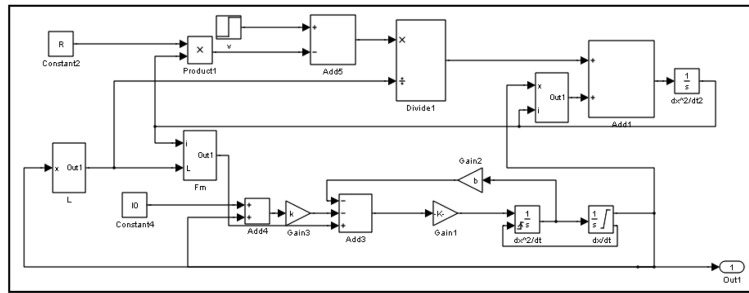 R
Constant2
×
Product1
v
+
−
Add5
×
÷
Divide1
x
i
Out1
+
+
Add1
1
s
dx^2/dt2
x
Out1
L
i
L
Out1
Fm
I0
Constant4
+
+
Add4
k
Gain3
−
−
+
Add3
Gain2
b
-K-
Gain1
1
s
dx^2/dt
1
s
dx/dt
1
Out1